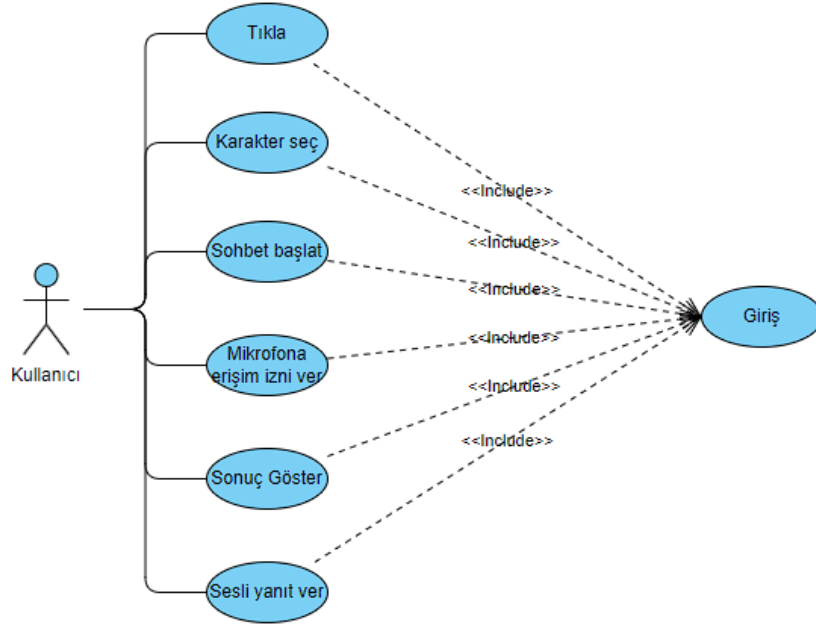 Tıkla
Karakter seç
<<Include>>
<<Include>>
Sohbet başlat
<<Include>>
Giriş
<<Include>>
Mikrofona
erişim izni ver
Kullanıcı
<<Include>>
<<Include>>
Sonuç Göster
Sesli yanıt ver